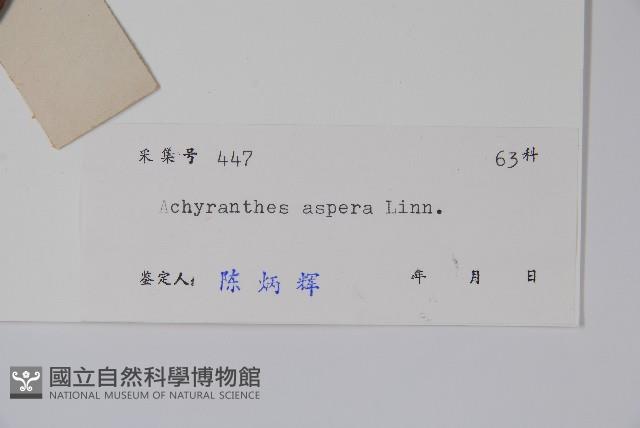 采集号 447 63科
Achyranthes aspera Linn.
鉴定人: 陈炳辉 年 月 日
國立自然科學博物館
NATIONAL MUSEUM OF NATURAL SCIENCE